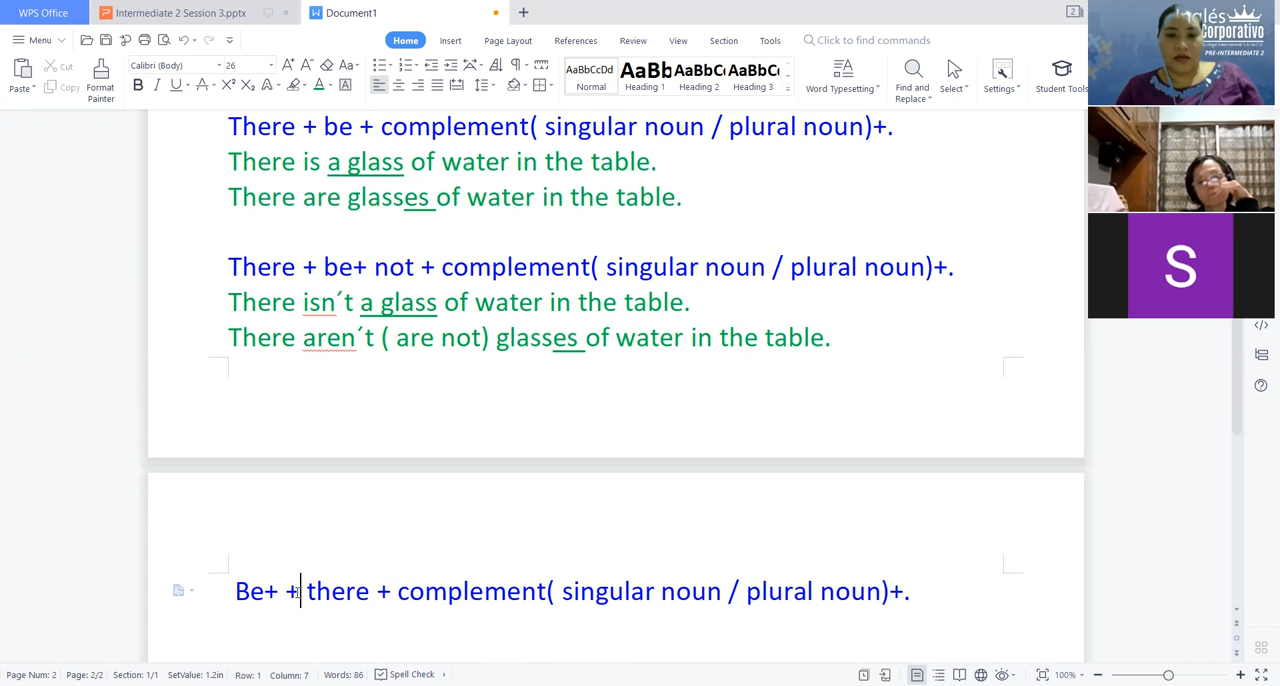 WPS Office
Intermediate 2 Session 3.pptx
Document1
2
Menu
Home
Insert
Page Layout
References
Review
View
Section
Tools
Click to find commands
Paste
Cut
Copy
Format Painter
Calibri (Body)
26
AaBbCcDd
AaBb
AaBbC
AaBbC
Normal
Heading 1
Heading 2
Heading 3
Word Typesetting
Find and Replace
Select
Settings
Student Tools
Inglés
Corporativo
PRE-INTERMEDIATE 2
There + be + complement( singular noun / plural noun)+.
There is a glass of water in the table.
There are glasses of water in the table.
There + be+ not + complement( singular noun / plural noun)+.
There isn´t a glass of water in the table.
There aren´t ( are not) glasses of water in the table.
S
Be+ + there + complement( singular noun / plural noun)+.
Page Num: 2
Page: 2/2
Section: 1/1
SetValue: 1.2in
Row: 1
Column: 7
Words: 86
Spell Check
100%